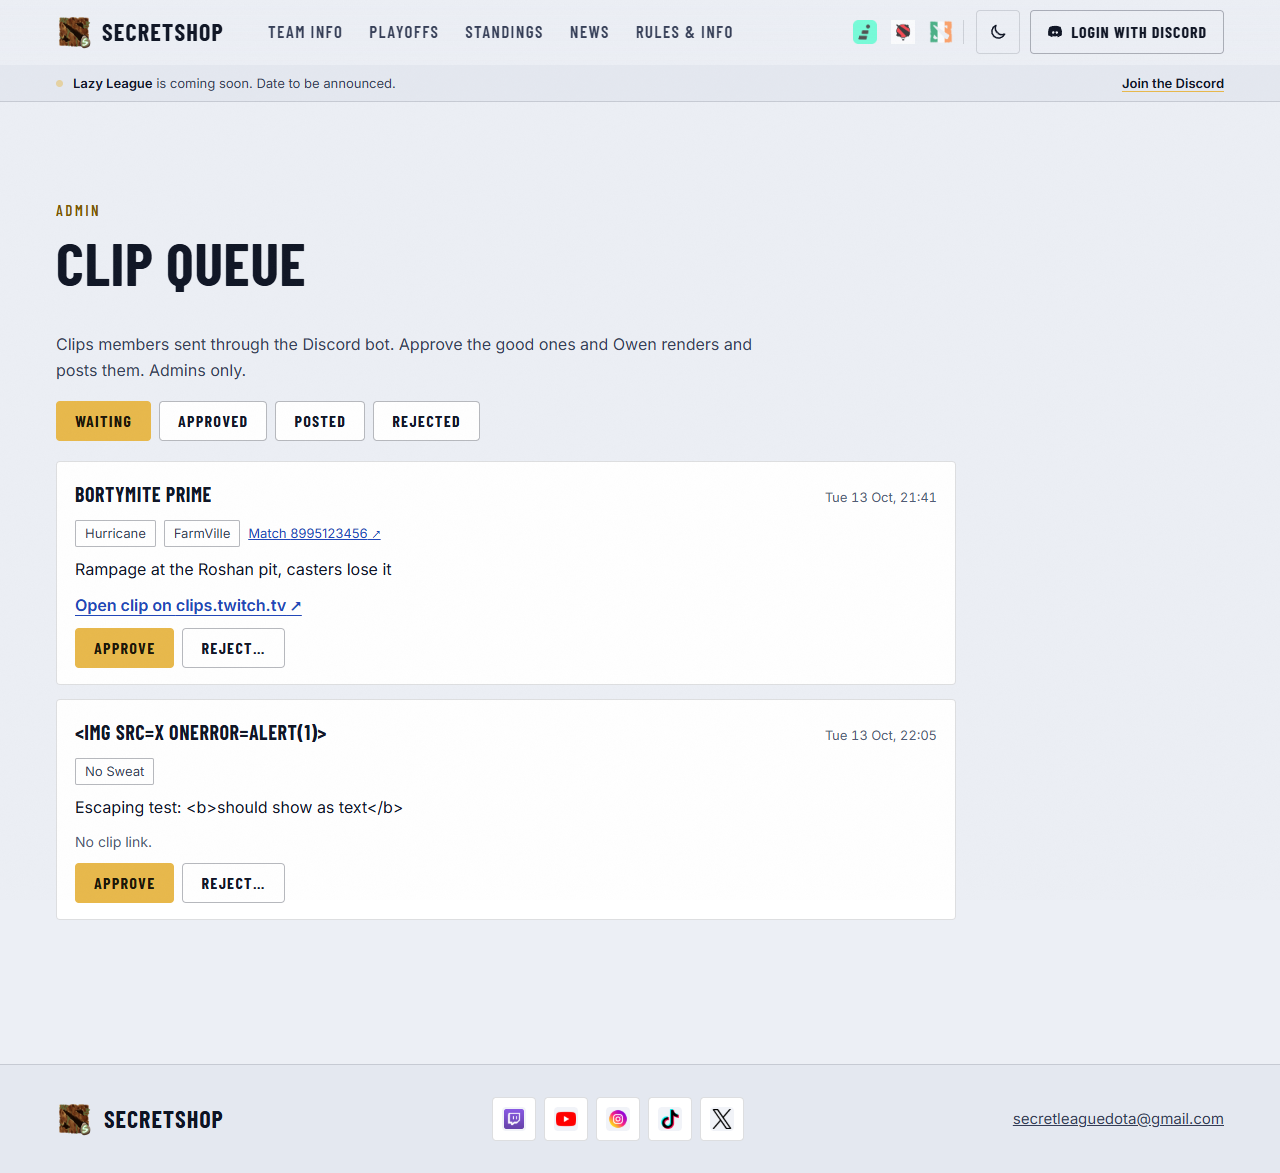 SECRETSHOP
TEAM INFO
PLAYOFFS
STANDINGS
NEWS
RULES & INFO
LOGIN WITH DISCORD
Lazy League is coming soon. Date to be announced.
Join the Discord
ADMIN
CLIP QUEUE
Clips members sent through the Discord bot. Approve the good ones and Owen renders and
posts them. Admins only.
WAITING
APPROVED
POSTED
REJECTED
BORTYMITE PRIME
Tue 13 Oct, 21:41
Hurricane
FarmVille
Match 8995123456 ↗
Rampage at the Roshan pit, casters lose it
Open clip on clips.twitch.tv ↗
APPROVE
REJECT…
<IMG SRC=X ONERROR=ALERT(1)>
Tue 13 Oct, 22:05
No Sweat
Escaping test: <b>should show as text</b>
No clip link.
APPROVE
REJECT…
SECRETSHOP
secretleaguedota@gmail.com